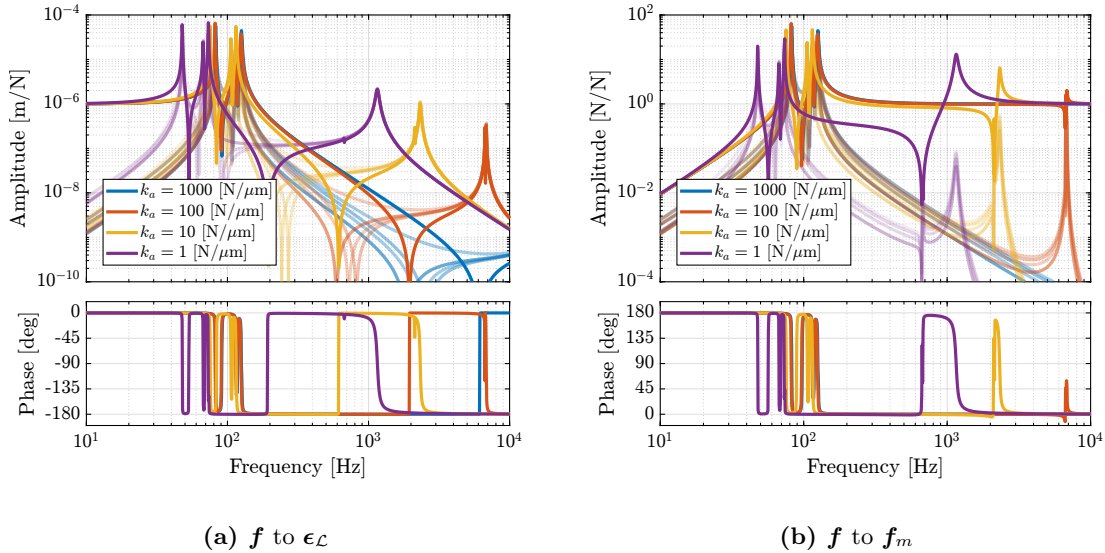 Amplitude [m/N]
10^{-4}
10^{-6}
10^{-8}
10^{-10}
k_a = 1000 [N/μm]
k_a = 100 [N/μm]
k_a = 10 [N/μm]
k_a = 1 [N/μm]
Phase [deg]
0
-45
-90
-135
-180
10^1 10^2 10^3 10^4
Frequency [Hz]
(a) f to ϵ_ℒ
Amplitude [N/N]
10^2
10^0
10^{-2}
10^{-4}
k_a = 1000 [N/μm]
k_a = 100 [N/μm]
k_a = 10 [N/μm]
k_a = 1 [N/μm]
Phase [deg]
180
135
90
45
0
10^1 10^2 10^3 10^4
Frequency [Hz]
(b) f to f_m